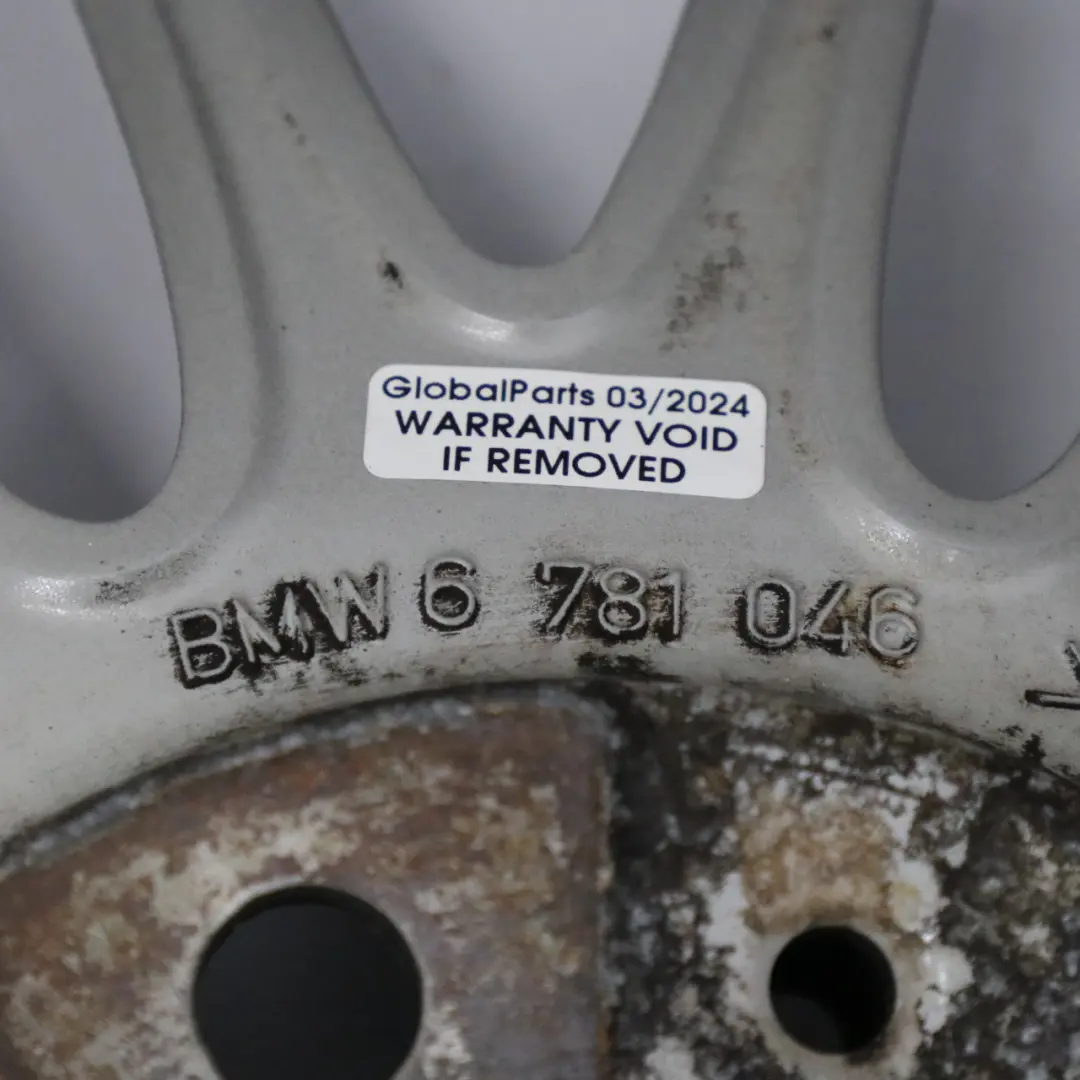 GlobalParts 03/2024
WARRANTY VOID
IF REMOVED
BMW 6 781 046